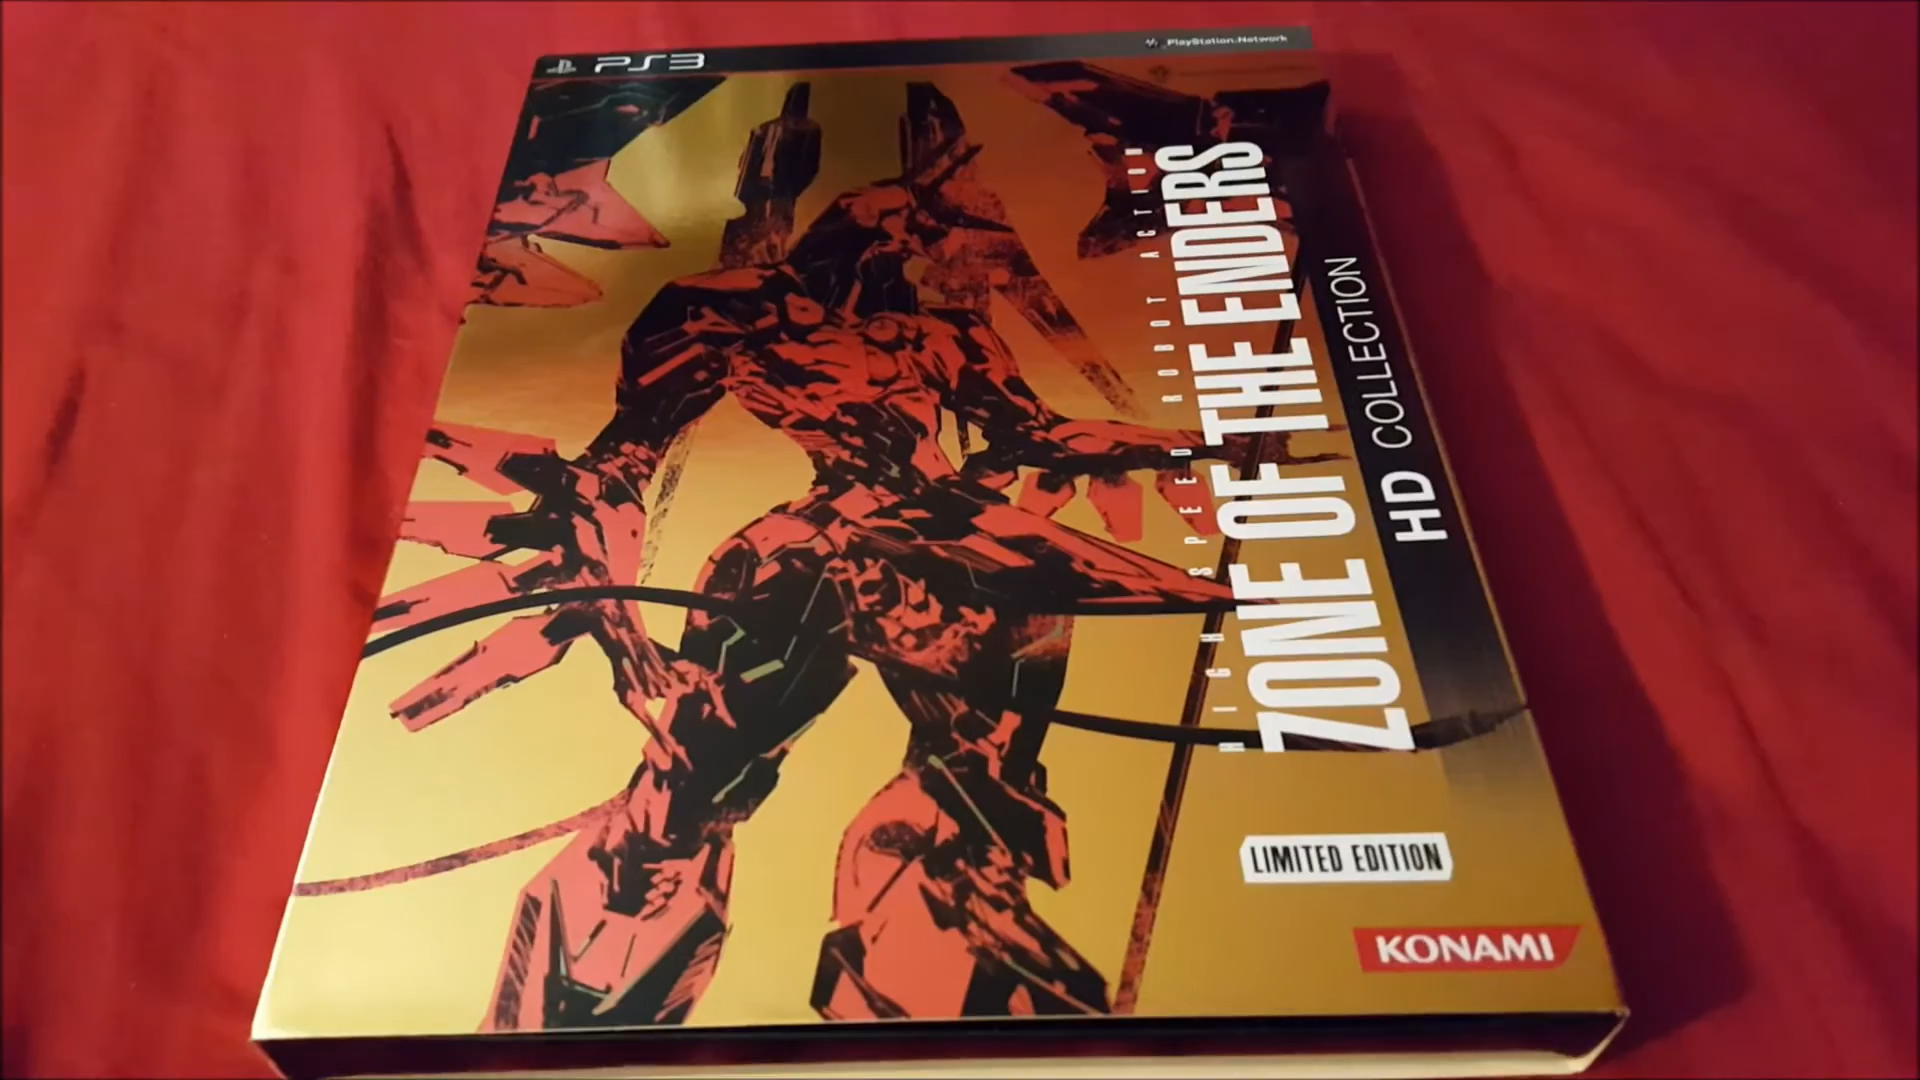 PS3
PlayStation.Network
HIGH SPEED ROBOT ACTION
ZONE OF THE ENDERS
HD COLLECTION
LIMITED EDITION
KONAMI